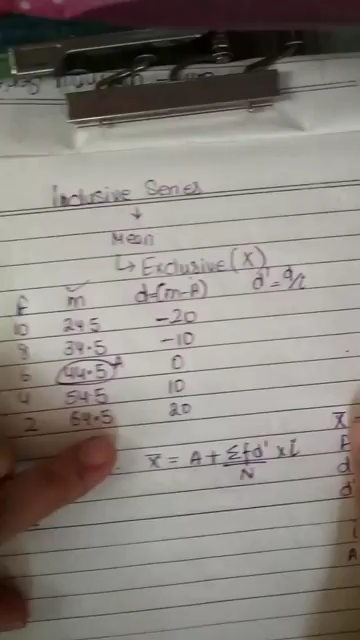 Inclusive Series
↓
Mean
↳ Exclusive (X)
f m d=(m-A) d' = d/i
10 24.5 -20
8 34.5 -10
6 44.5 A 0
4 54.5 10
2 64.5 20
x̄ = A + Σfd'/N x i
X̄
d
d'
i
A